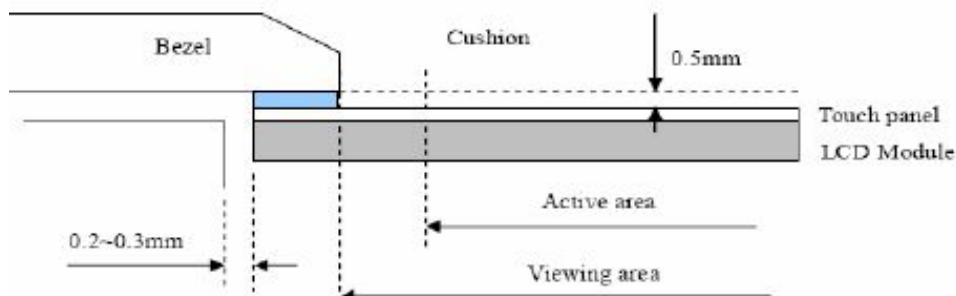 Bezel
Cushion
0.5mm
Touch panel
LCD Module
Active area
0.2~0.3mm
Viewing area